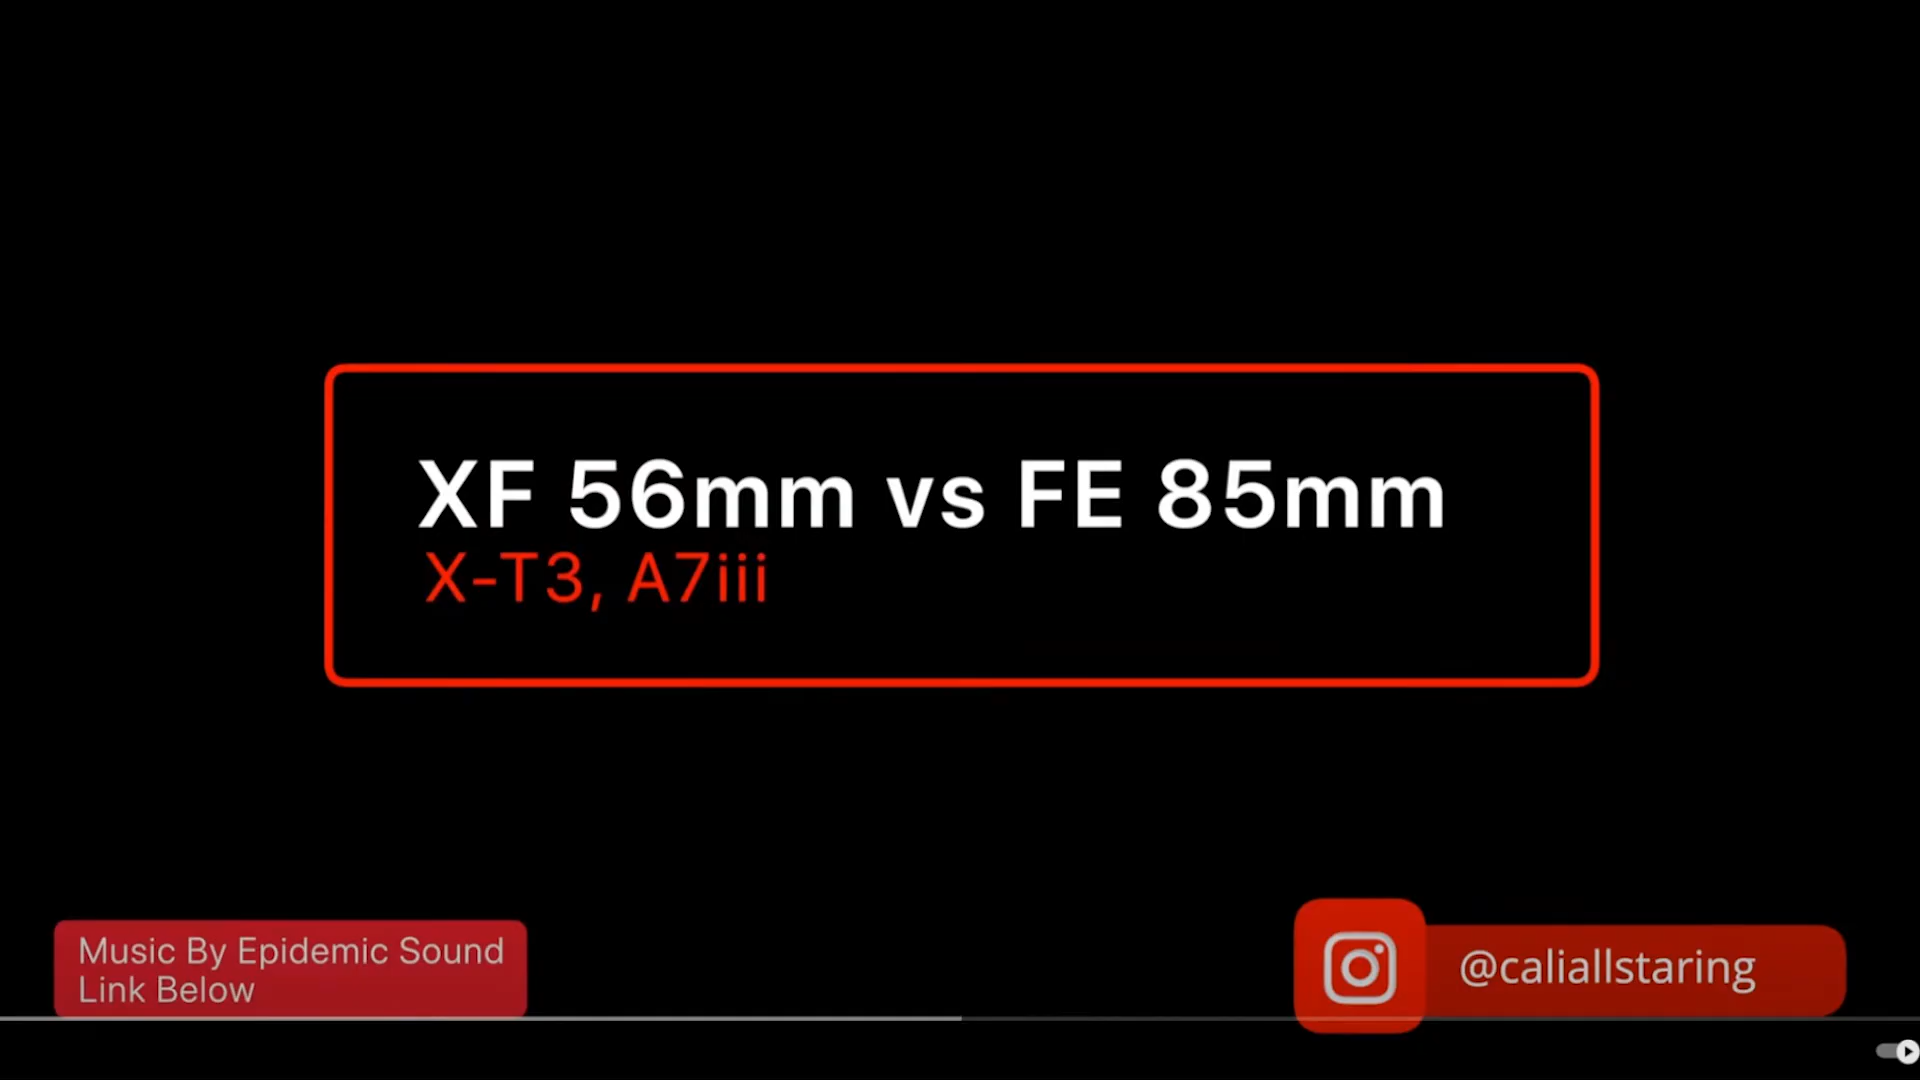 XF 56mm vs FE 85mm
X-T3, A7iii
Music By Epidemic Sound
Link Below
@caliallstaring